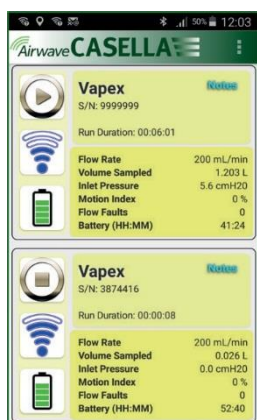 50% 12:03
Airwave CASELLA
Vapex Notes
S/N: 9999999
Run Duration: 00:06:01
Flow Rate 200 mL/min
Volume Sampled 1.203 L
Inlet Pressure 5.6 cmH20
Motion Index 0 %
Flow Faults 0
Battery (HH:MM) 41:24
Vapex Notes
S/N: 3874416
Run Duration: 00:00:08
Flow Rate 200 mL/min
Volume Sampled 0.026 L
Inlet Pressure 0.0 cmH20
Motion Index 0 %
Flow Faults 0
Battery (HH:MM) 52:40